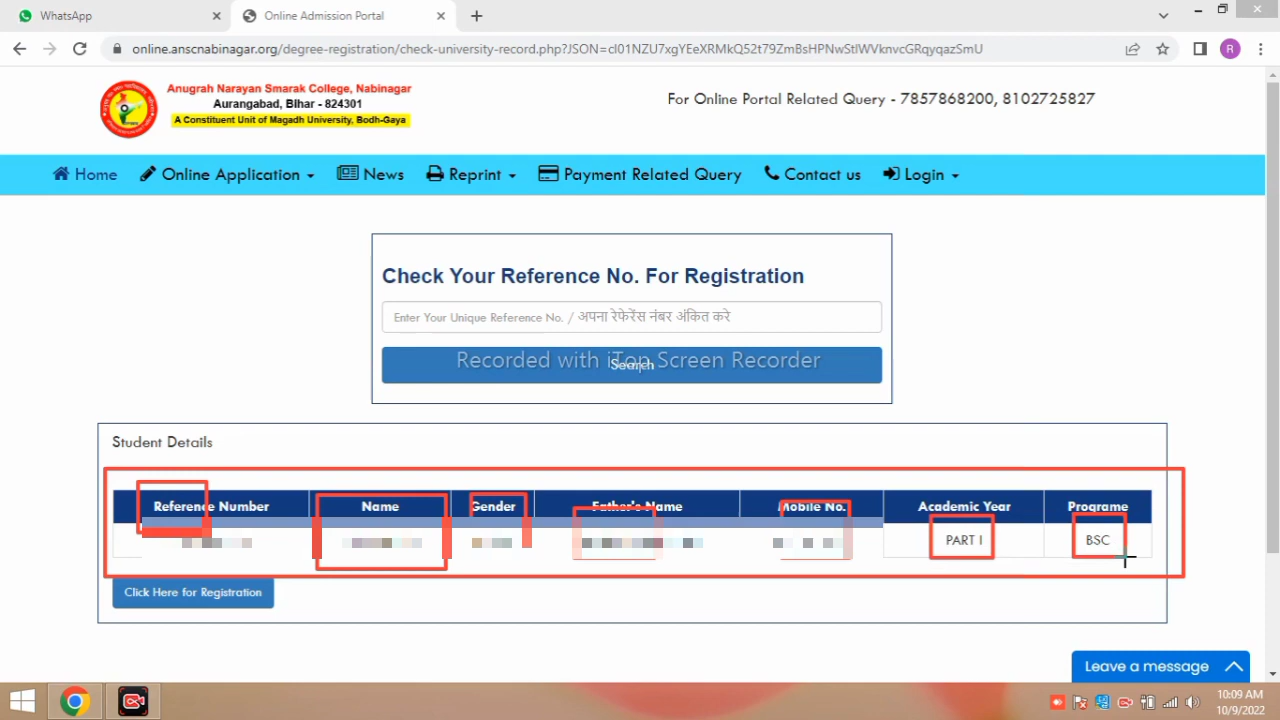 WhatsApp
Online Admission Portal
online.anscnabinagar.org/degree-registration/check-university-record.php?JSON=cl01NZU7xgYEeXRMkQ52t79ZmBsHPNwStlWVknvcGRqyqazSmU
R
Anugrah Narayan Smarak College, Nabinagar
Aurangabad, BIhar - 824301
A Constituent Unit of Magadh University, Bodh-Gaya
For Online Portal Related Query - 7857868200, 8102725827
Home Online Application News Reprint Payment Related Query Contact us Login
Check Your Reference No. For Registration
Enter Your Unique Reference No. / अपना रेफेरेंस नंबर अंकित करे
Search
Recorded with iTop Screen Recorder
Student Details
Reference Number Name Gender Father's Name Mobile No. Academic Year Programe
PART I BSC
Click Here for Registration
Leave a message
10:09 AM
10/9/2022